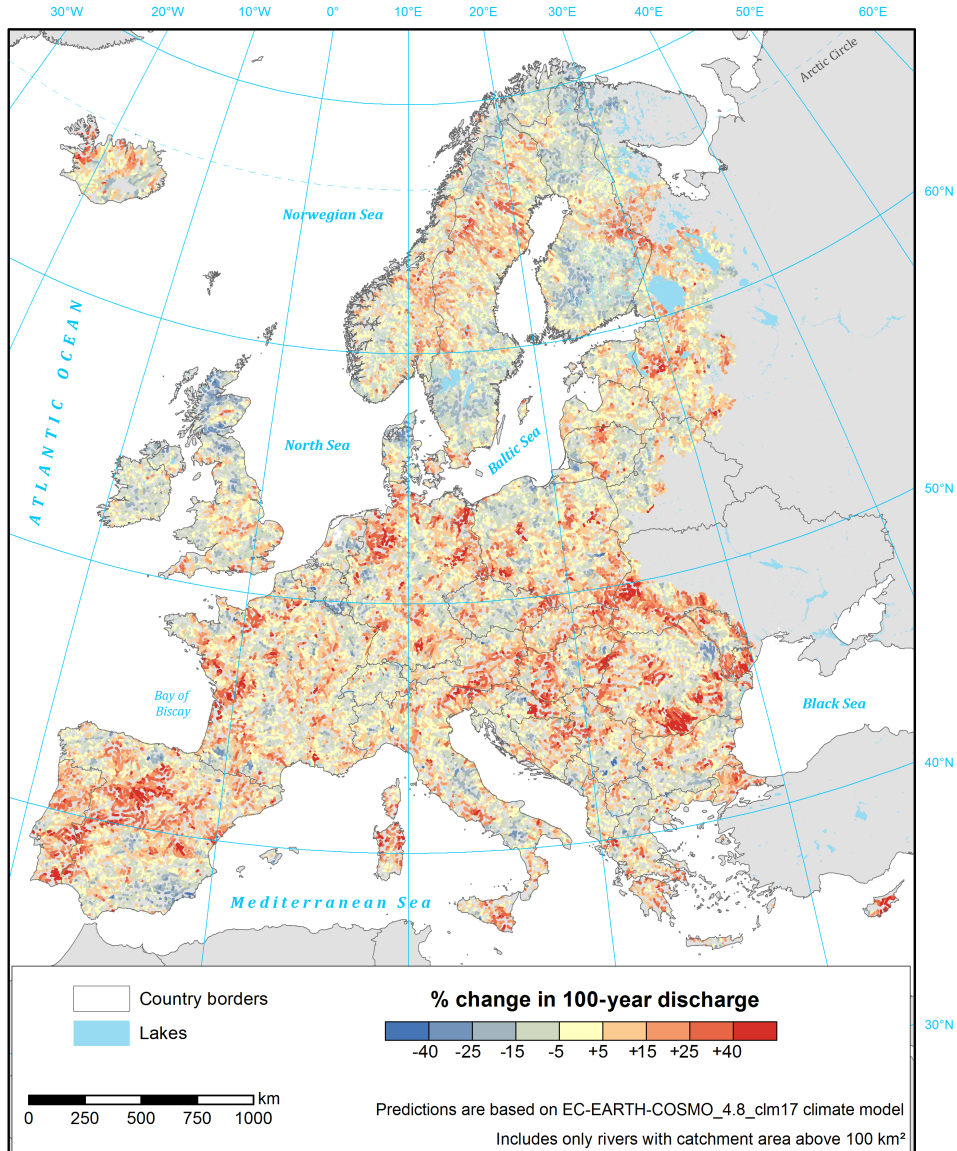 30°W 20°W 10°W 0° 10°E 20°E 30°E 40°E 50°E 60°E
Arctic Circle
60°N
Norwegian Sea
ATLANTIC OCEAN
North Sea
Baltic Sea
50°N
Bay of
Biscay
Black Sea
40°N
Mediterranean Sea
Country borders
Lakes
% change in 100-year discharge
-40 -25 -15 -5 +5 +15 +25 +40
30°N
km
0 250 500 750 1000
Predictions are based on EC-EARTH-COSMO_4.8_clm17 climate model
Includes only rivers with catchment area above 100 km²